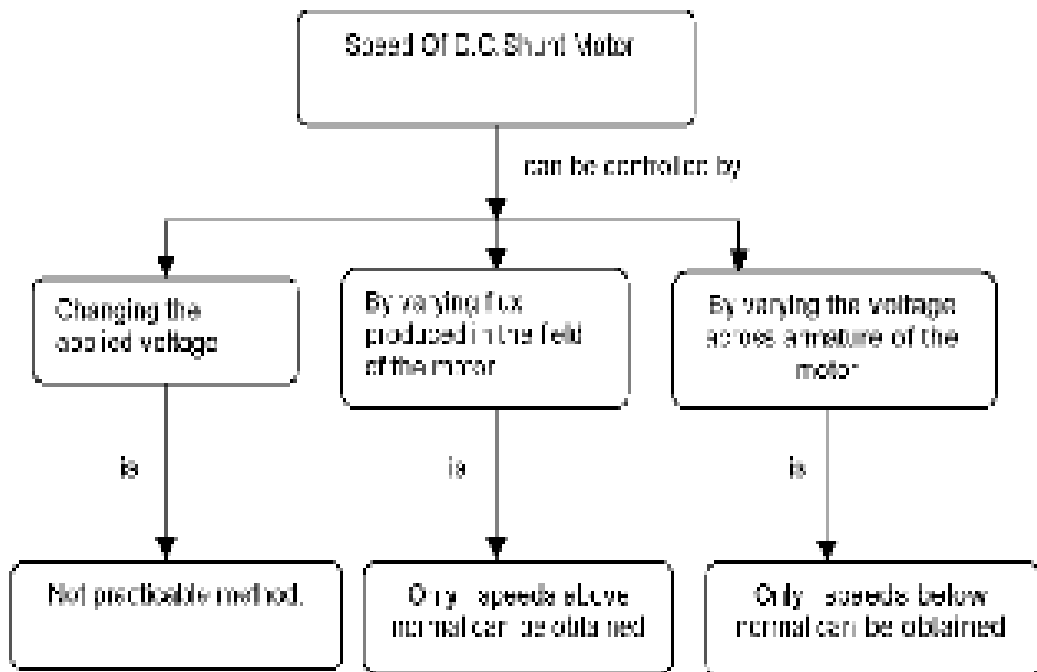 Speed Of D.C. Shunt Motor
can be controlled by
Changing the
applied voltage
By varying flux
produced in the field
of the motor
By varying the voltage
across armature of the
motor
is
is
is
Not practicable method.
Only speeds above
normal can be obtained
Only speeds below
normal can be obtained